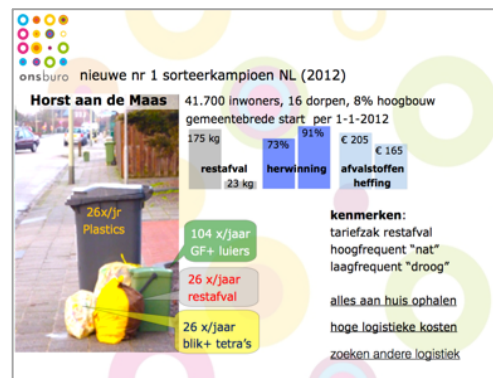 onsburo
nieuwe nr 1 sorteerkampioen NL (2012)
Horst aan de Maas
41.700 inwoners, 16 dorpen, 8% hoogbouw
gemeentebrede start per 1-1-2012
175 kg
23 kg
restafval
73%
91%
herwinning
€ 205
€ 165
afvalstoffen
heffing
26x/jr
Plastics
104 x/jaar
GF+ luiers
26 x/jaar
restafval
26 x/jaar
blik+ tetra's
kenmerken:
tariefzak restafval
hoogfrequent “nat”
laagfrequent “droog”
alles aan huis ophalen
hoge logistieke kosten
zoeken andere logistiek